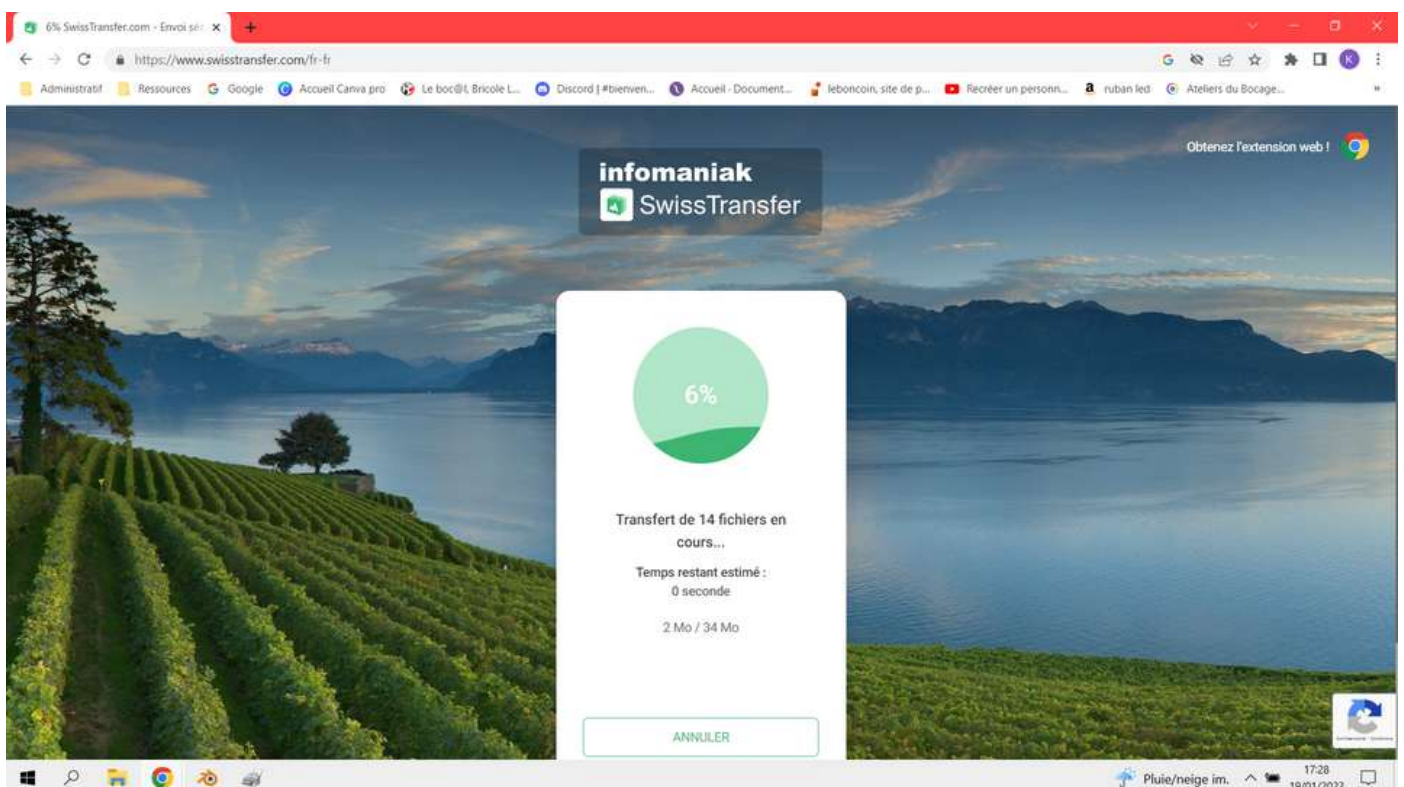 6% SwissTransfer.com - Envoi séc
https://www.swisstransfer.com/fr-fr
K
Administratif Ressources Google Accueil Canva pro Le boc@L Bricole L... Discord | #bienven... Accueil - Document... leboncoin, site de p... Recréer un personn... ruban led Ateliers du Bocage...
Obtenez l'extension web !
infomaniak
SwissTransfer
6%
Transfert de 14 fichiers en
cours...
Temps restant estimé :
0 seconde
2 Mo / 34 Mo
ANNULER
Pluie/neige im.
17:28
19/01/2023